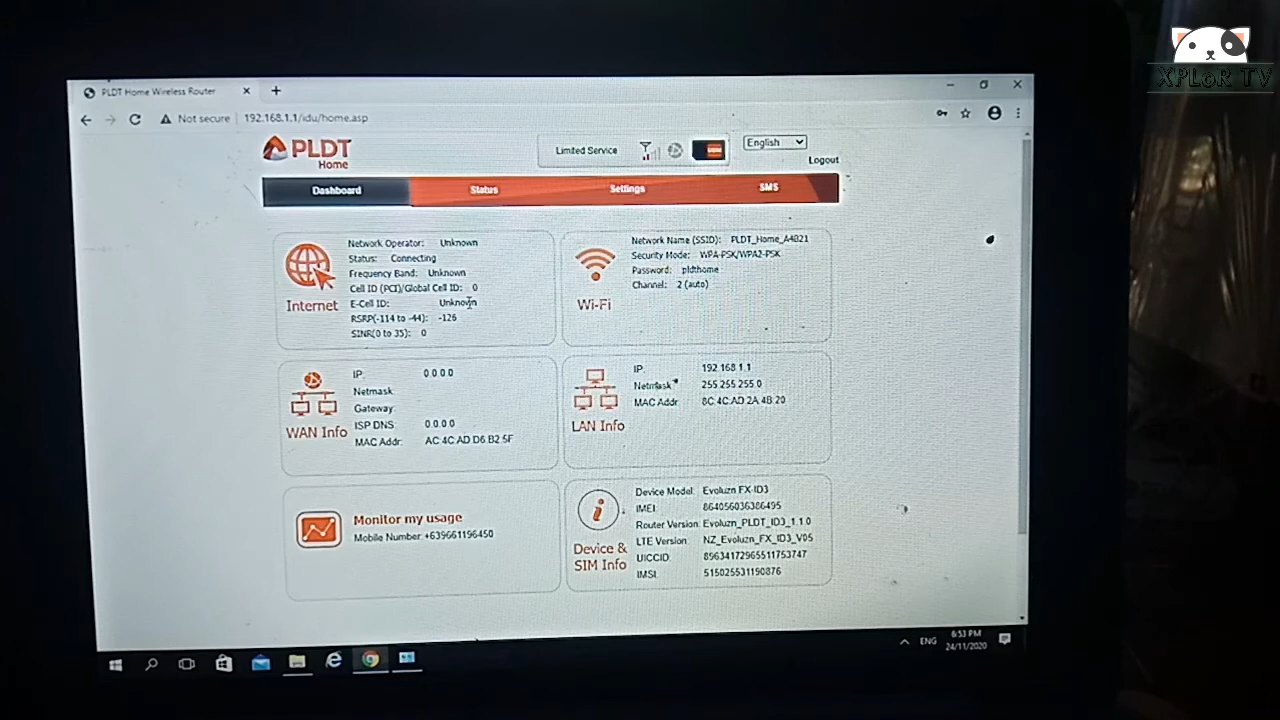 XPLoR TV
PLDT Home Wireless Router
Not secure 192.168.1.1/idu/home.asp
PLDT
Home
Limited Service
English
Logout
Dashboard Status Settings SMS
Internet
Network Operator: Unknown
Status: Connecting
Frequency Band: Unknown
Cell ID (PCI)/Global Cell ID: 0
E-Cell ID: Unknown
RSRP(-114 to -44): -126
SINR(0 to 35): 0
Wi-Fi
Network Name (SSID): PLDT_Home_A4B21
Security Mode: WPA-PSK/WPA2-PSK
Password: pldthome
Channel: 2 (auto)
WAN Info
IP: 0.0.0.0
Netmask:
Gateway:
ISP DNS: 0.0.0.0
MAC Addr: AC:4C:AD:D6:B2:5F
LAN Info
IP: 192.168.1.1
Netmask: 255.255.255.0
MAC Addr: 8C:4C:AD:2A:4B:20
Monitor my usage
Mobile Number:+639661196450
Device &
SIM Info
Device Model: Evoluzn FX-ID3
IMEI: 864056036386495
Router Version: Evoluzn_PLDT_ID3_1.1.0
LTE Version: NZ_Evoluzn_FX_ID3_V05
UICCID: 89634172965511753747
IMSI: 515025531190876
ENG
6:53 PM
24/11/2020